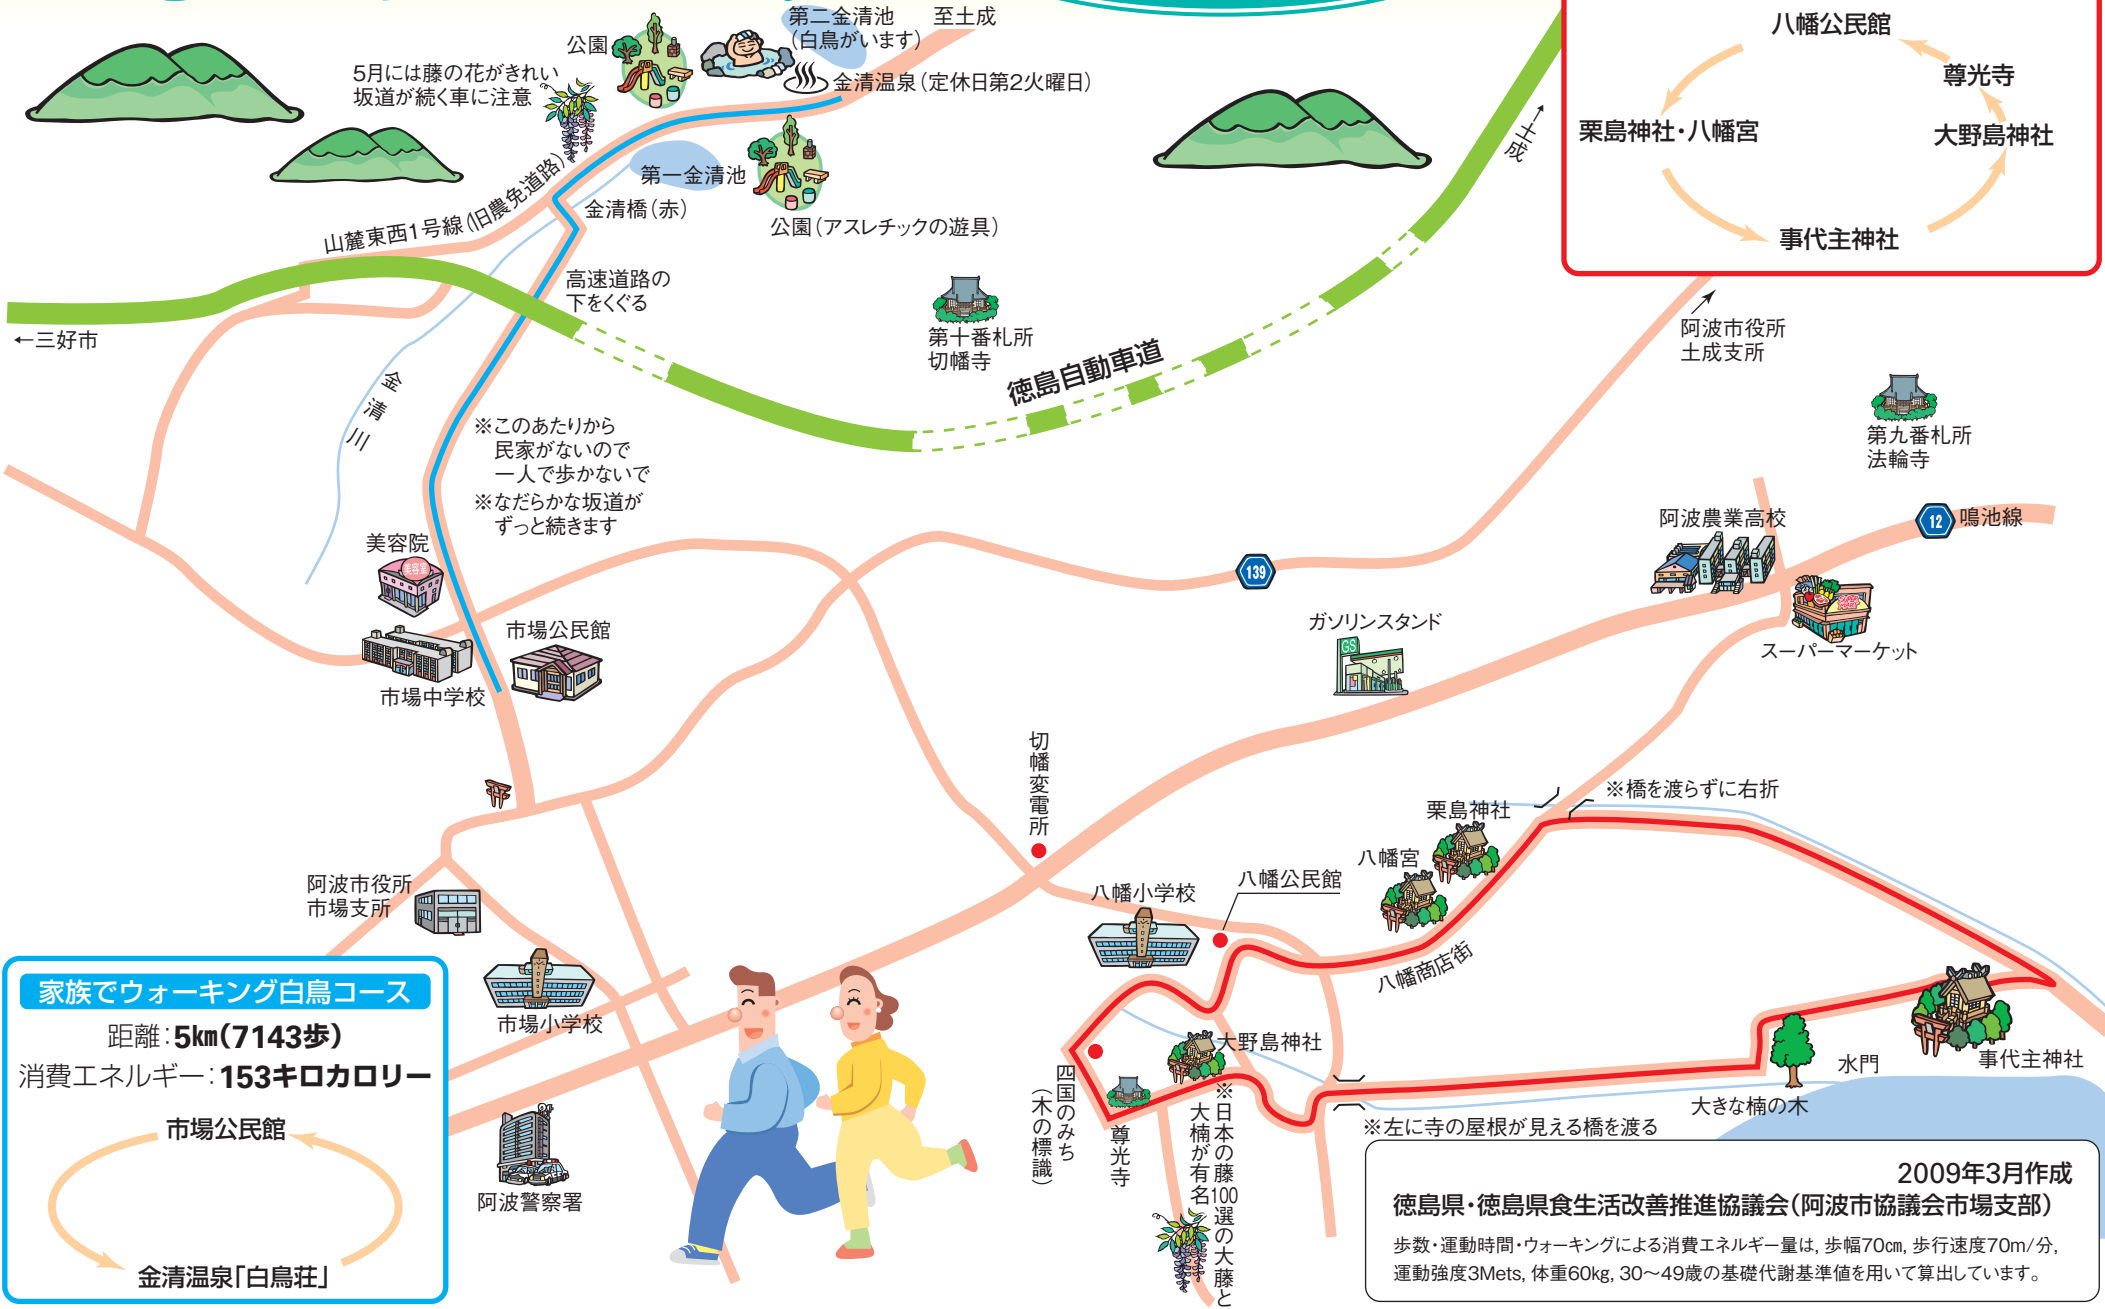 第二金清池
(白鳥がいます)
至土成
公園
5月には藤の花がきれい
坂道が続く車に注意
金清温泉(定休日第2火曜日)
第一金清池
金清橋(赤)
公園(アスレチックの遊具)
山麓東西1号線(旧農免道路)
高速道路の
下をくぐる
←三好市
金清川
第十番札所
切幡寺
徳島自動車道
←土成
八幡公民館
尊光寺
粟島神社・八幡宮
大野島神社
事代主神社
阿波市役所
土成支所
第九番札所
法輪寺
※このあたりから
民家がないので
一人で歩かないで
※なだらかな坂道が
ずっと続きます
美容院
美容室
市場公民館
市場中学校
139
阿波農業高校
12
鳴池線
ガソリンスタンド
GS
スーパーマーケット
切幡変電所
※橋を渡らずに右折
粟島神社
八幡宮
八幡公民館
八幡小学校
八幡商店街
阿波市役所
市場支所
市場小学校
大野島神社
四国のみち
(木の標識)
尊光寺
※日本の藤100選の大藤と
大楠が有名
水門
事代主神社
大きな楠の木
※左に寺の屋根が見える橋を渡る
阿波警察署
家族でウォーキング白鳥コース
距離:5km(7143歩)
消費エネルギー:153キロカロリー
市場公民館
金清温泉「白鳥荘」
2009年3月作成
徳島県・徳島県食生活改善推進協議会(阿波市協議会市場支部)
歩数・運動時間・ウォーキングによる消費エネルギー量は, 歩幅70cm, 歩行速度70m/分,
運動強度3Mets, 体重60kg, 30〜49歳の基礎代謝基準値を用いて算出しています。